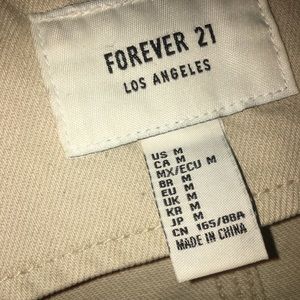 FOREVER 21
LOS ANGELES
US M
CA M
MX/ECU M
BR M
EU M
UK M
KR M
JP M
CN 165/88A
MADE IN CHINA